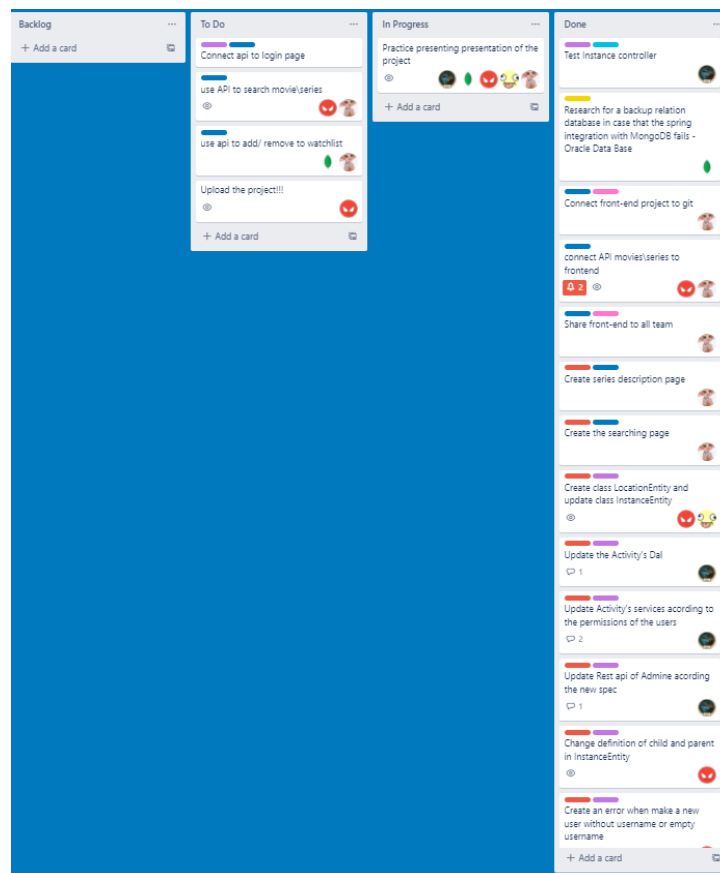 Backlog
+ Add a card
To Do
Connect api to login page
use API to search movie\series
use api to add/ remove to watchlist
Upload the project!!!
+ Add a card
In Progress
Practice presenting presentation of the
project
+ Add a card
Done
Test Instance controller
Research for a backup relation
database in case that the spring
integration with MongoDB fails -
Oracle Data Base
Connect front-end project to git
connect API movies\series to
frontend
2
Share front-end to all team
Create series description page
Create the searching page
Create class LocationEntity and
update class InstanceEntity
Update the Activity's Dal
1
Update Activity's services acording to
the permissions of the users
2
Update Rest api of Admine acording
the new spec
1
Change definition of child and parent
in InstanceEntity
Create an error when make a new
user without username or empty
username
+ Add a card